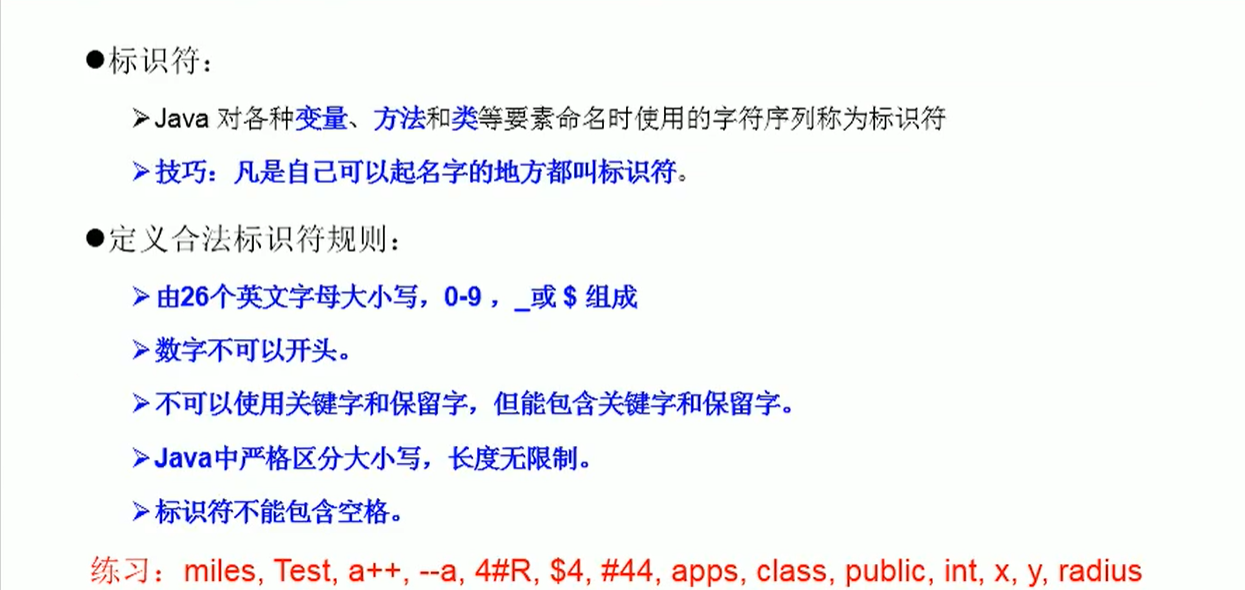 ●标识符：
➢Java 对各种变量、方法和类等要素命名时使用的字符序列称为标识符
➢技巧：凡是自己可以起名字的地方都叫标识符。
●定义合法标识符规则：
➢由26个英文字母大小写，0-9 ，_或 $ 组成
➢数字不可以开头。
➢不可以使用关键字和保留字，但能包含关键字和保留字。
➢Java中严格区分大小写，长度无限制。
➢标识符不能包含空格。
练习：miles, Test, a++, --a, 4#R, $4, #44, apps, class, public, int, x, y, radius